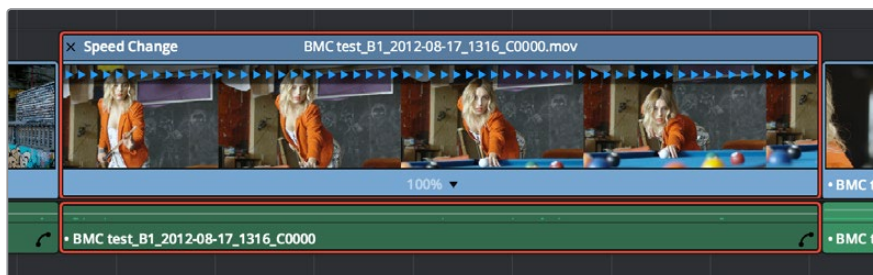 × Speed Change BMC test_B1_2012-08-17_1316_C0000.mov
100% ▼
• BMC
• BMC test_B1_2012-08-17_1316_C0000
• BMC